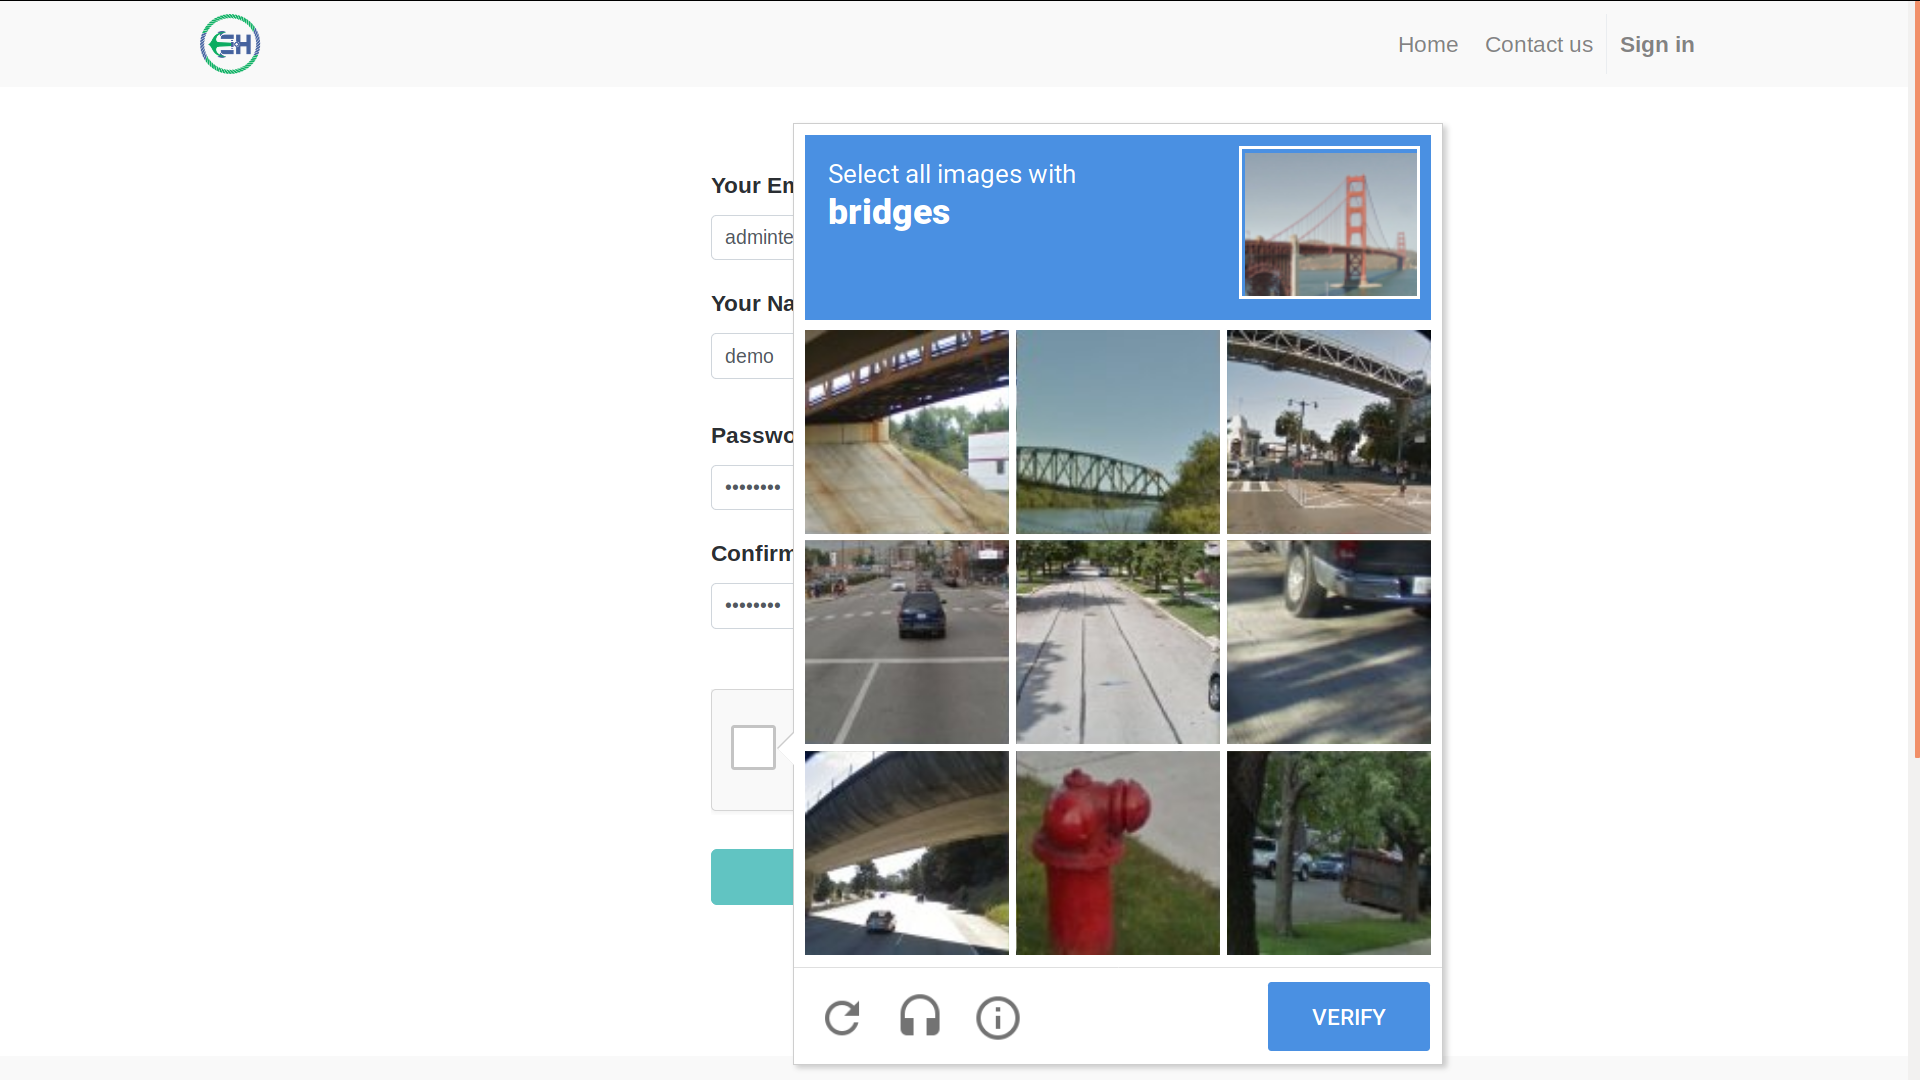 EH
Home
Contact us
Sign in
Select all images with
bridges
Your Em
adminte
Your Na
demo
Passwo
••••••••
Confirm
••••••••
VERIFY